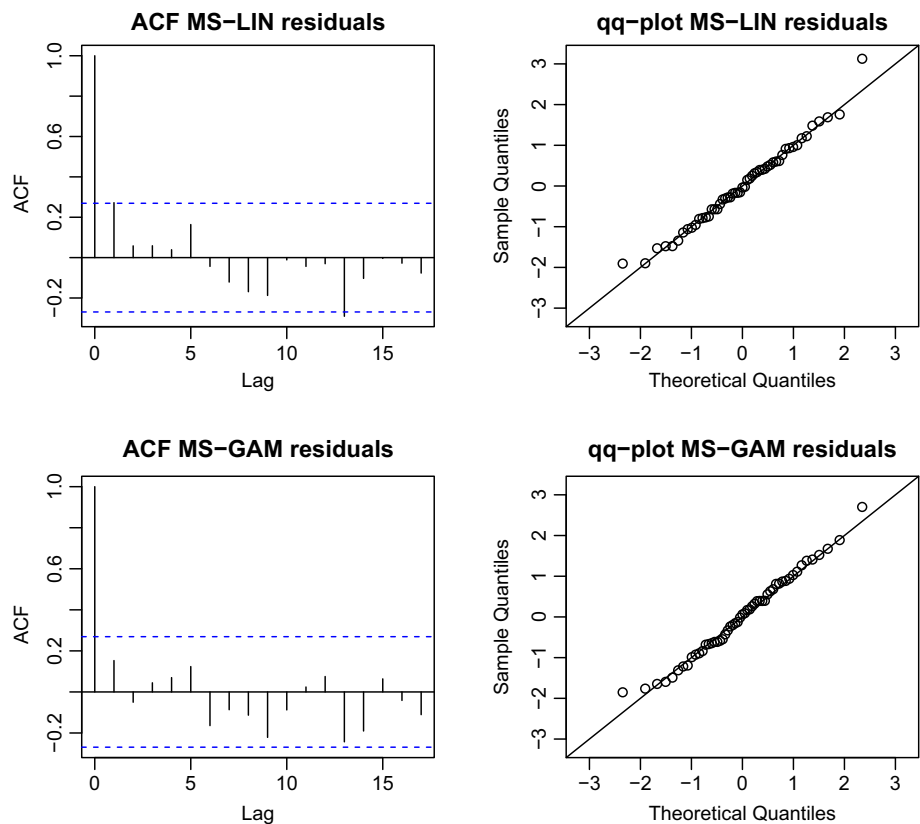 ACF MS−LIN residuals
ACF
1.0
0.6
0.2
−0.2
0 5 10 15
Lag
qq−plot MS−LIN residuals
Sample Quantiles
3
2
1
0
−1
−2
−3
−3 −2 −1 0 1 2 3
Theoretical Quantiles
ACF MS−GAM residuals
ACF
1.0
0.6
0.2
−0.2
0 5 10 15
Lag
qq−plot MS−GAM residuals
Sample Quantiles
3
2
1
0
−1
−2
−3
−3 −2 −1 0 1 2 3
Theoretical Quantiles